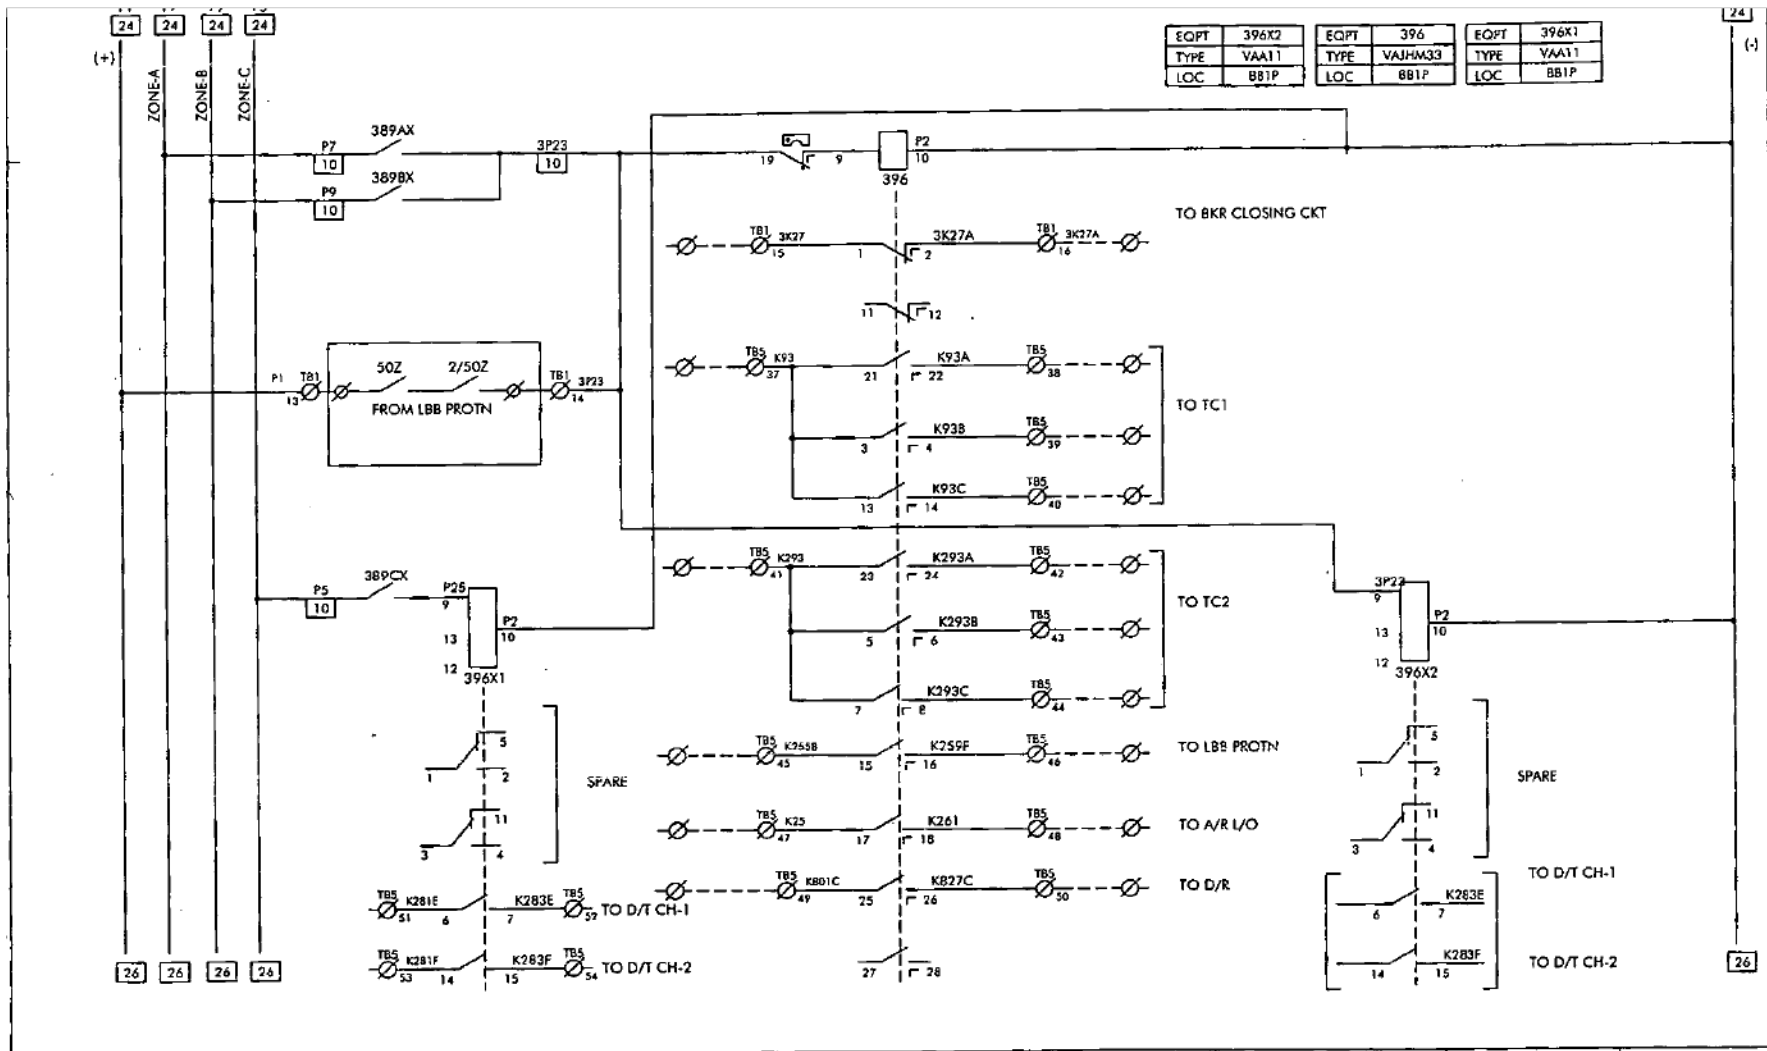 24 24 24 24 24
(+) (-)
EQPT 396X2 EQPT 396 EQPT 396X1
TYPE VAA11 TYPE VAJHM33 TYPE VAA11
LOC BB1P LOC BB1P LOC BB1P
ZONE-A ZONE-B ZONE-C
389AX
P7 3P23 P2
10 10 19 9 10
389BX 396
P9
10
TO BKR CLOSING CKT
TB1 3K27 3K27A TB1 3K27A
15 1 2 16
11 12
50Z 2/50Z
P1 TB1 TB1 3P23
13 14
FROM LBB PROTN
TB5 K93 K93A TB5
37 21 22 38
TO TC1
K93B TB5
3 4 39
K93C TB5
13 14 40
TB5 K293 K293A TB5
41 23 24 42
TO TC2
K293B TB5
5 6 43
K293C TB5
7 8 44
389CX
P5 P25 P2
10 9 10
13
12
396X1
3P23 P2
9 10
13
12
396X2
TB5 K255B K259F TB5 TO LBB PROTN
45 15 16 46
TB5 K25 K261 TB5 TO A/R L/O
47 17 18 48
TB5 K801C K827C TB5 TO D/R
49 25 26 50
27 28
5
1 2
SPARE
11
3 4
TB5 K281E K283E TB5
51 6 7 52 TO D/T CH-1
TB5 K281F K283F TB5
53 14 15 54 TO D/T CH-2
5
1 2
SPARE
11
3 4
TO D/T CH-1
K283E
6 7
K283F TO D/T CH-2
14 15
26 26 26 26 26